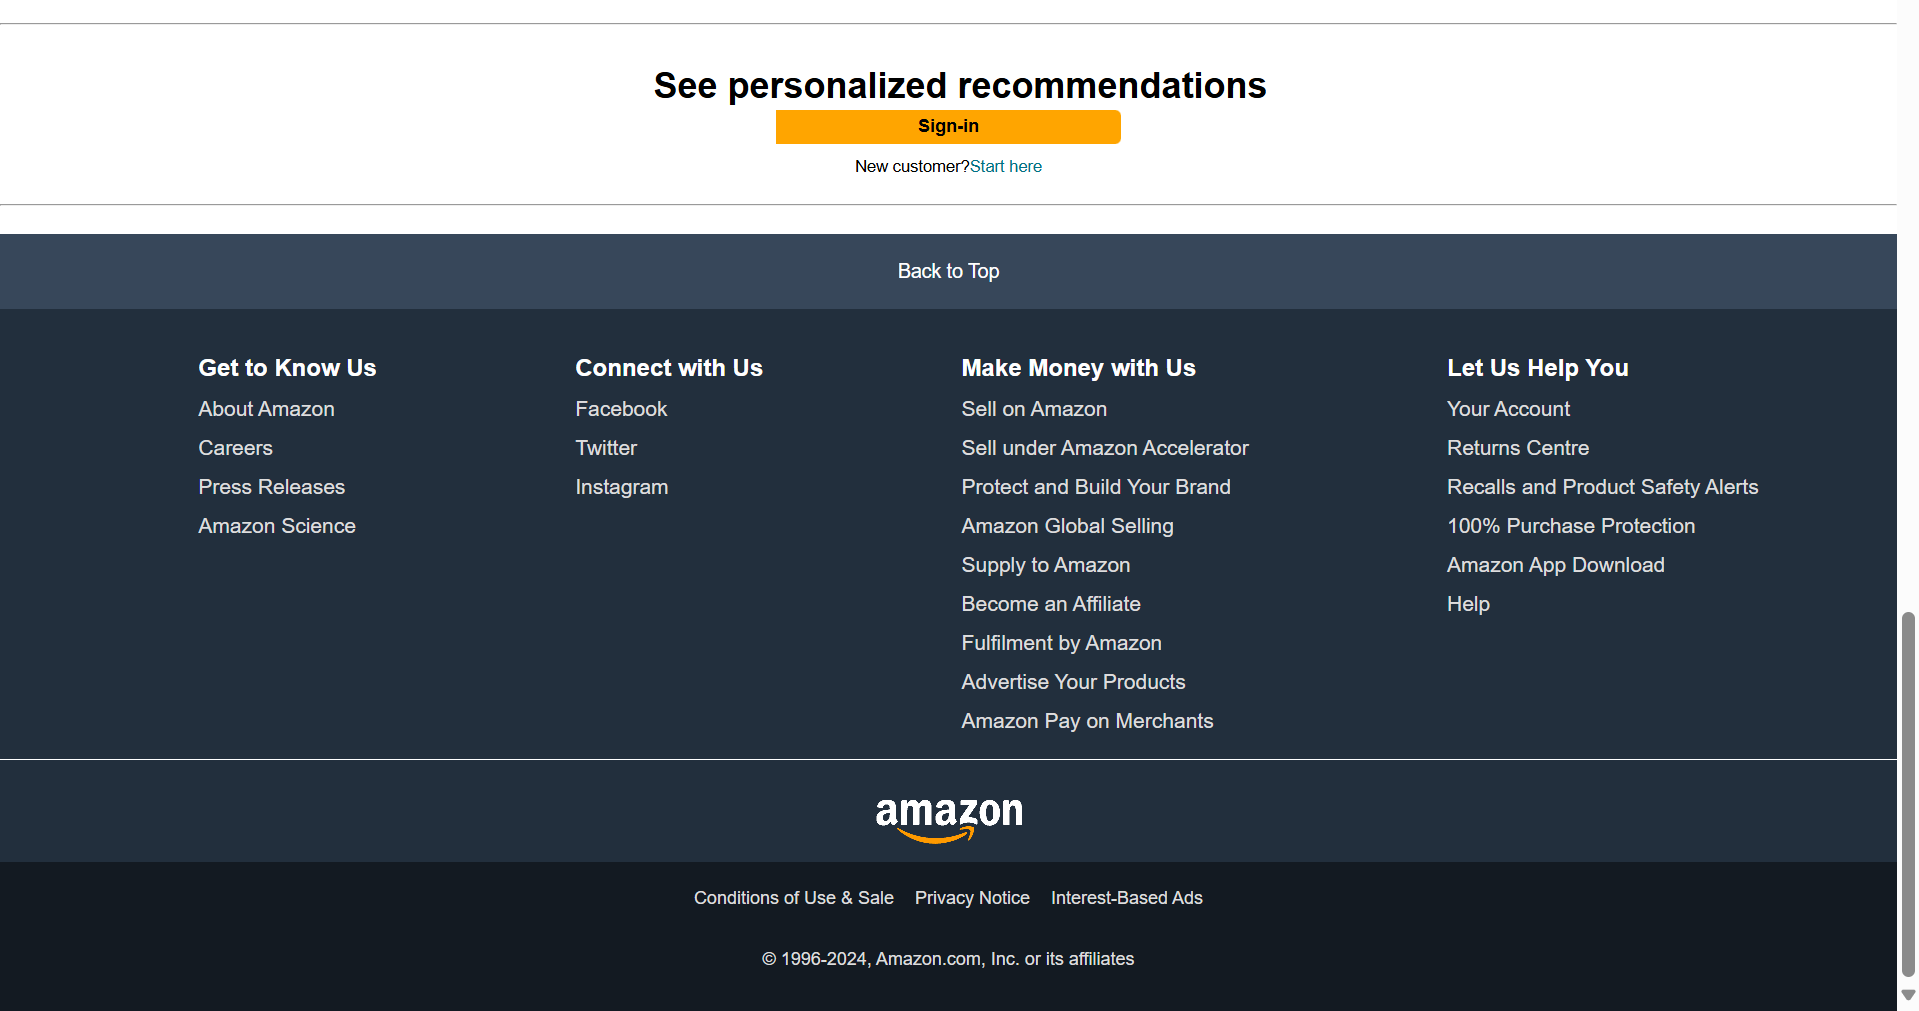 See personalized recommendations
Sign-in
New customer?Start here
Back to Top
Get to Know Us
About Amazon
Careers
Press Releases
Amazon Science
Connect with Us
Facebook
Twitter
Instagram
Make Money with Us
Sell on Amazon
Sell under Amazon Accelerator
Protect and Build Your Brand
Amazon Global Selling
Supply to Amazon
Become an Affiliate
Fulfilment by Amazon
Advertise Your Products
Amazon Pay on Merchants
Let Us Help You
Your Account
Returns Centre
Recalls and Product Safety Alerts
100% Purchase Protection
Amazon App Download
Help
amazon
Conditions of Use & Sale Privacy Notice Interest-Based Ads
© 1996-2024, Amazon.com, Inc. or its affiliates